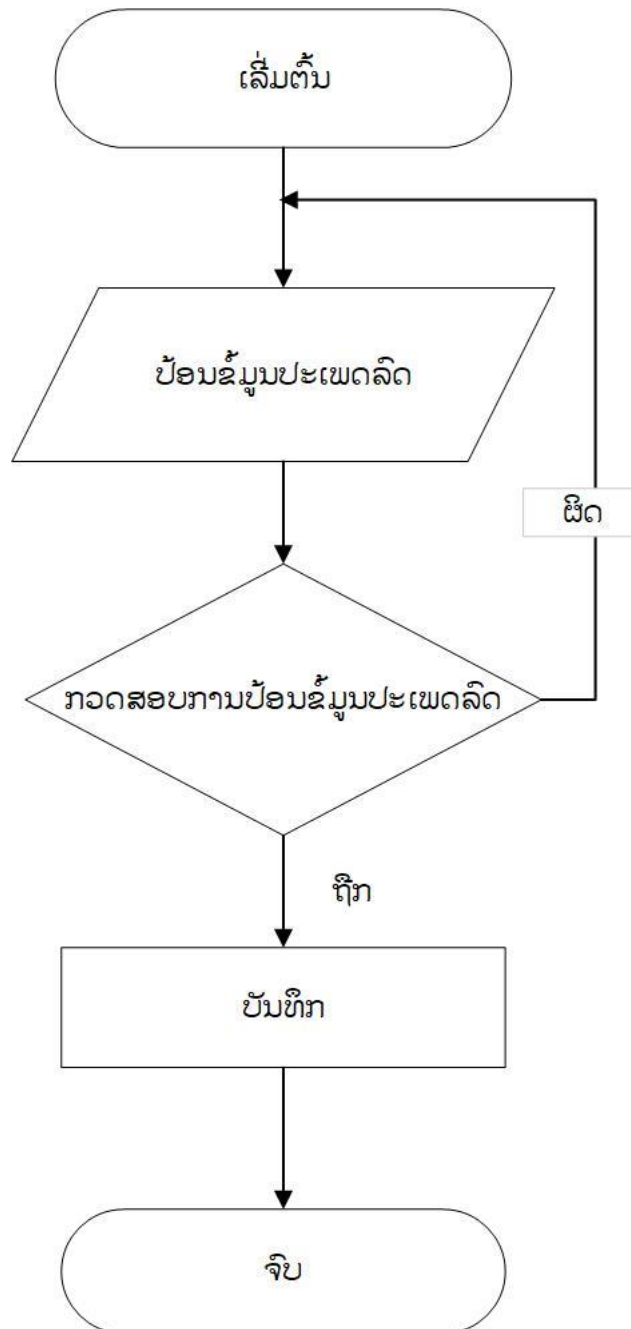 ເລີ່ມຕົ້ນ
ປ້ອນຂໍ້ມູນປະເພດລົດ
ຜິດ
ກວດສອບການປ້ອນຂໍ້ມູນປະເພດລົດ
ຖືກ
ບັນທຶກ
ຈົບ